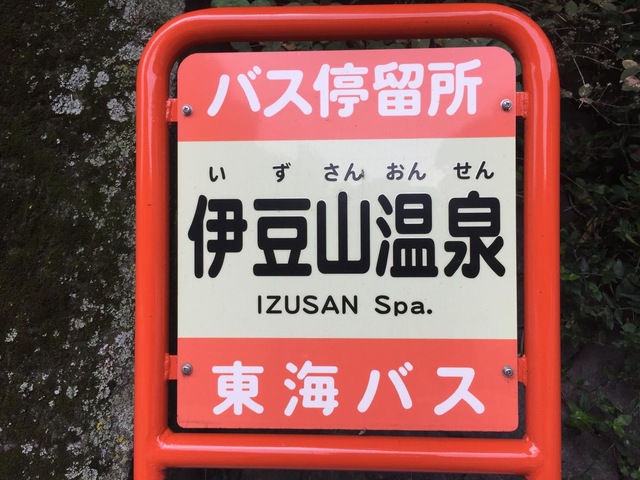 バス停留所
い ず さん おん せん
伊豆山温泉
IZUSAN Spa.
東海バス